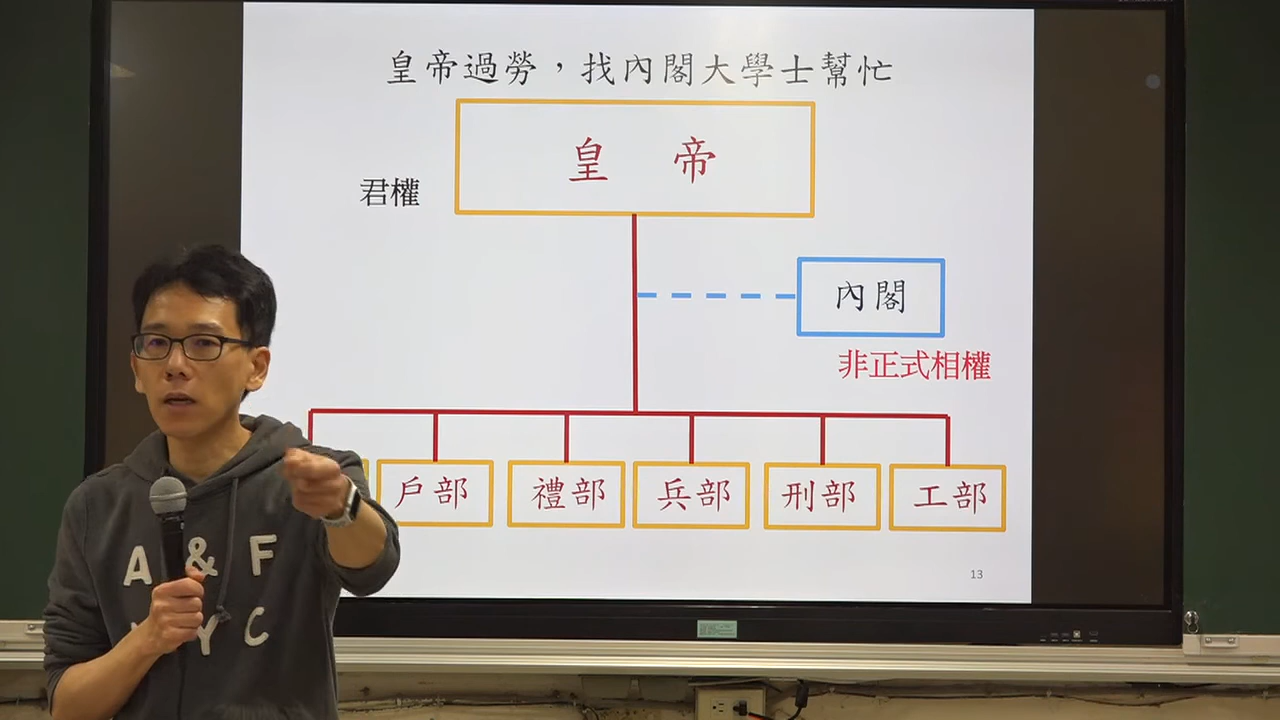 皇帝過勞，找內閣大學士幫忙
皇 帝
君權
內閣
非正式相權
戶部
禮部
兵部
刑部
工部
13
A & F
Y C